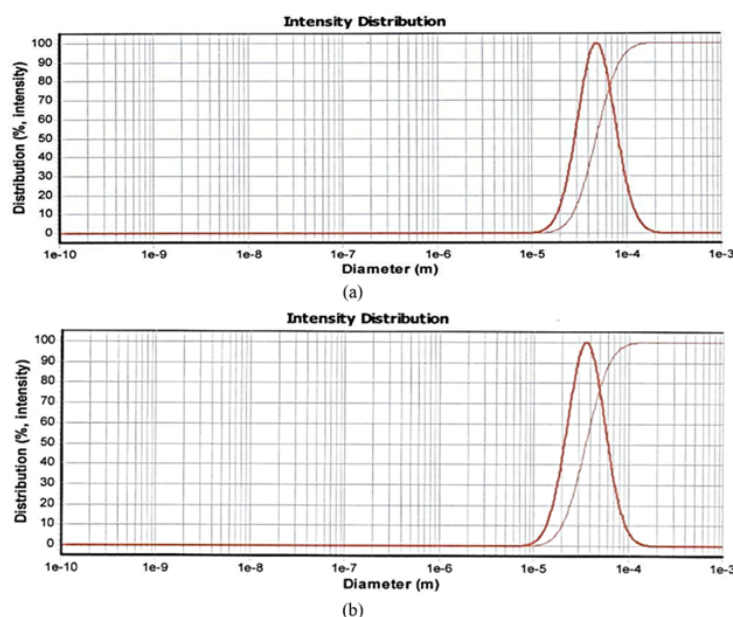 Intensity Distribution
Distribution (%, intensity)
100
90
80
70
60
50
40
30
20
10
0
1e-10 1e-9 1e-8 1e-7 1e-6 1e-5 1e-4 1e-3
Diameter (m)
(a)
Intensity Distribution
Distribution (%, intensity)
100
90
80
70
60
50
40
30
20
10
0
1e-10 1e-9 1e-8 1e-7 1e-6 1e-5 1e-4 1e-3
Diameter (m)
(b)